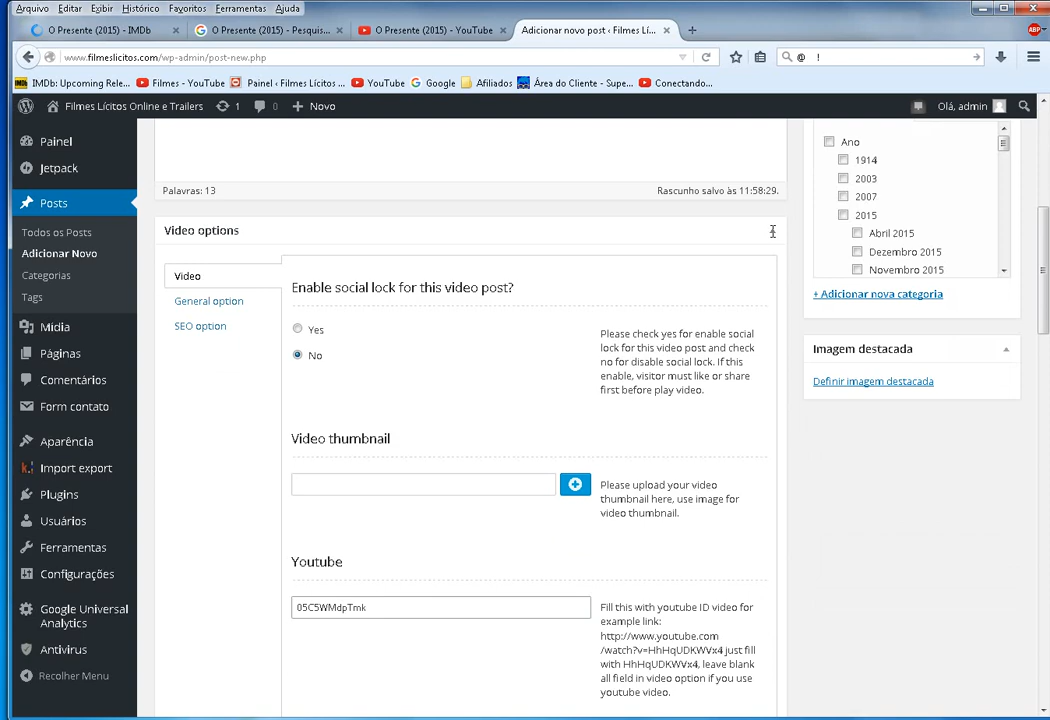 Arquivo Editar Exibir Histórico Favoritos Ferramentas Ajuda
O Presente (2015) - IMDb
O Presente (2015) - Pesquis...
O Presente (2015) - YouTube
Adicionar novo post ‹ Filmes Lí...
ABP
www.filmeslicitos.com/wp-admin/post-new.php
@ !
IMDb: Upcoming Rele...
Filmes - YouTube
Painel ‹ Filmes Lícitos ...
YouTube
Google
Afiliados
Área do Cliente - Supe...
Conectando...
Filmes Lícitos Online e Trailers
1
0
Novo
Olá, admin
Painel
Jetpack
Posts
Todos os Posts
Adicionar Novo
Categorias
Tags
Mídia
Páginas
Comentários
Form contato
Aparência
Import export
Plugins
Usuários
Ferramentas
Configurações
Google Universal
Analytics
Antivirus
Recolher Menu
Palavras: 13
Rascunho salvo às 11:58:29.
Video options
Video
General option
SEO option
Enable social lock for this video post?
Yes
No
Please check yes for enable social
lock for this video post and check
no for disable social lock. If this
enable, visitor must like or share
first before play video.
Video thumbnail
Please upload your video
thumbnail here, use image for
video thumbnail.
Youtube
05C5WMdpTmk
Fill this with youtube ID video for
example link:
http://www.youtube.com
/watch?v=HhHqUDKWVx4 just fill
with HhHqUDKWVx4, leave blank
all field in video option if you use
youtube video.
Ano
1914
2003
2007
2015
Abril 2015
Dezembro 2015
Novembro 2015
+ Adicionar nova categoria
Imagem destacada
Definir imagem destacada